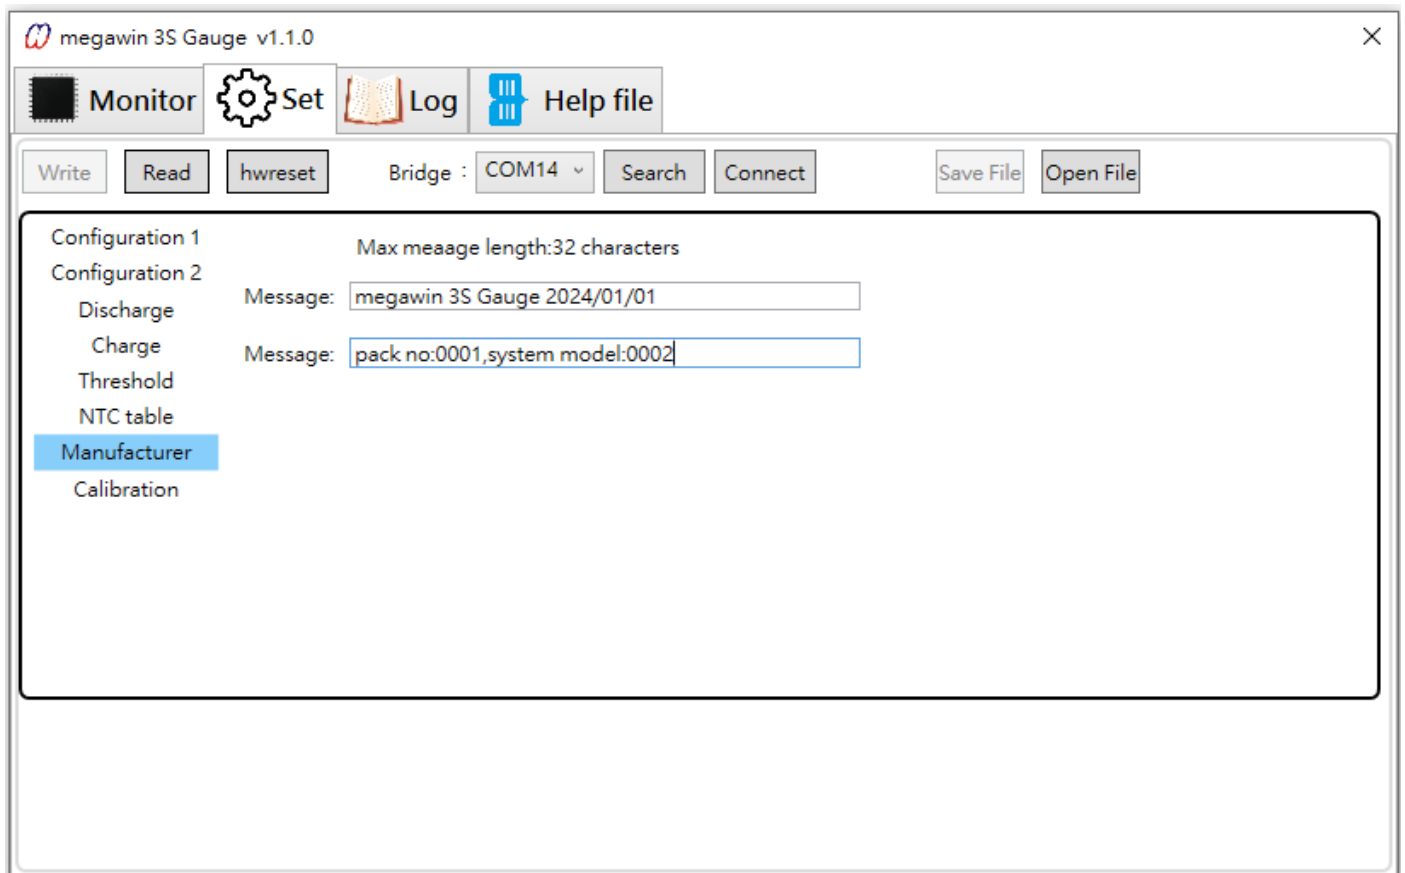 megawin 3S Gauge v1.1.0
Monitor Set Log Help file
Write Read hwreset Bridge : COM14 Search Connect Save File Open File
Configuration 1
Configuration 2
Discharge
Charge
Threshold
NTC table
Manufacturer
Calibration
Max meaage length:32 characters
Message: megawin 3S Gauge 2024/01/01
Message: pack no:0001,system model:0002